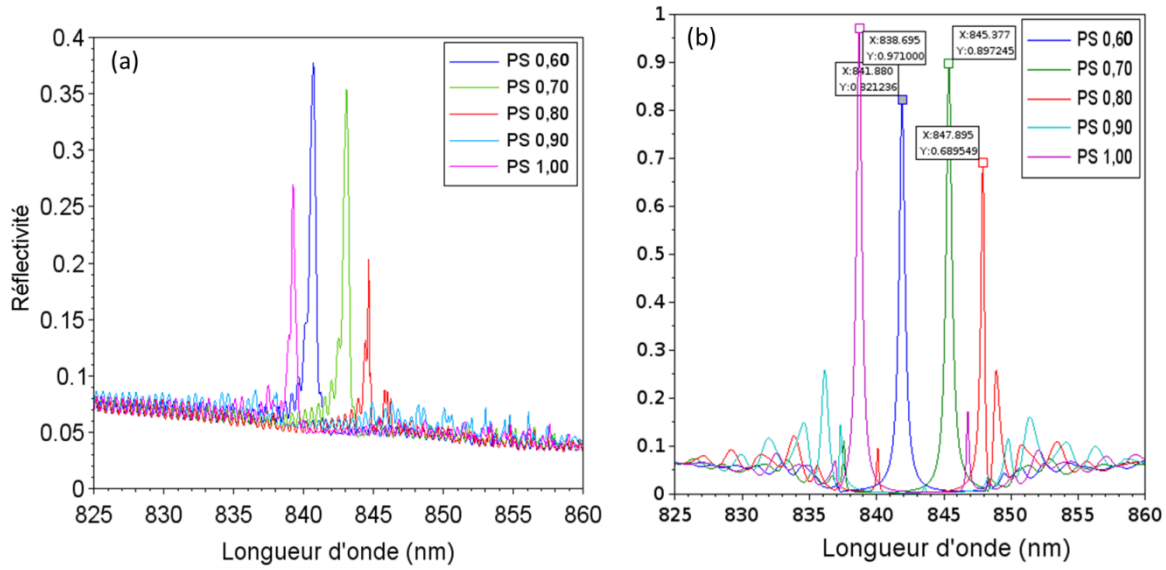 (a)
0.4
0.35
0.3
0.25
0.2
0.15
0.1
0.05
0
Réflectivité
PS 0,60
PS 0,70
PS 0,80
PS 0,90
PS 1,00
825 830 835 840 845 850 855 860
Longueur d'onde (nm)
(b)
1
0.9
0.8
0.7
0.6
0.5
0.4
0.3
0.2
0.1
0
X:838.695
Y:0.971000
X:841.880
Y:0.821236
X:845.377
Y:0.897245
X:847.895
Y:0.689549
PS 0,60
PS 0,70
PS 0,80
PS 0,90
PS 1,00
825 830 835 840 845 850 855 860
Longueur d'onde (nm)